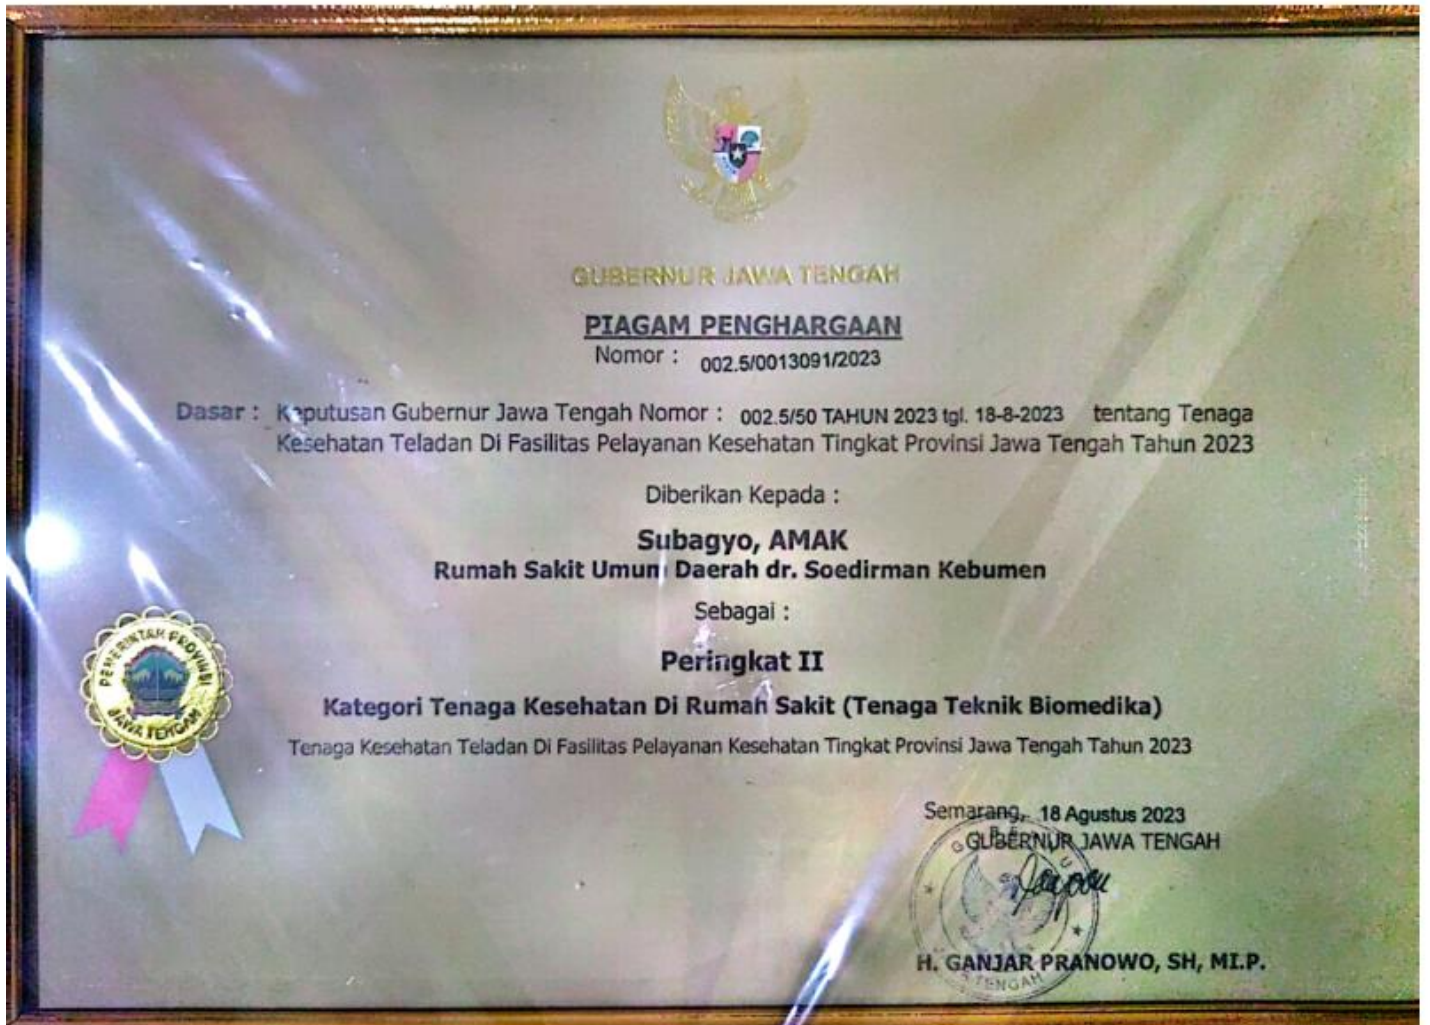 GUBERNUR JAWA TENGAH
PIAGAM PENGHARGAAN
Nomor : 002.5/0013091/2023
Dasar : Keputusan Gubernur Jawa Tengah Nomor : 002.5/50 TAHUN 2023 tgl. 18-8-2023 tentang Tenaga
Kesehatan Teladan Di Fasilitas Pelayanan Kesehatan Tingkat Provinsi Jawa Tengah Tahun 2023
Diberikan Kepada :
Subagyo, AMAK
Rumah Sakit Umum Daerah dr. Soedirman Kebumen
Sebagai :
Peringkat II
Kategori Tenaga Kesehatan Di Rumah Sakit (Tenaga Teknik Biomedika)
Tenaga Kesehatan Teladan Di Fasilitas Pelayanan Kesehatan Tingkat Provinsi Jawa Tengah Tahun 2023
PEMERINTAH PROVINSI
JAWA TENGAH
Semarang, 18 Agustus 2023
GUBERNUR JAWA TENGAH
H. GANJAR PRANOWO, SH, MI.P.